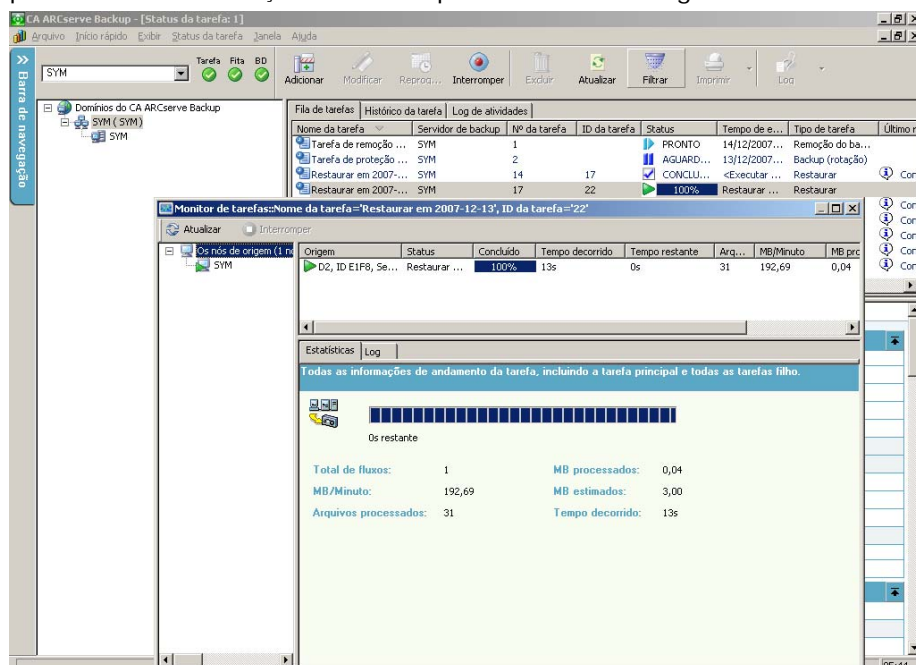 CA ARCserve Backup - [Status da tarefa: 1]
Arquivo Início rápido Exibir Status da tarefa Janela Ajuda
Barra de navegação
SYM
Tarefa Fita BD
Adicionar Modificar Reprog... Interromper Excluir Atualizar Filtrar Imprimir Log
Domínios do CA ARCserve Backup
SYM ( SYM)
SYM
Fila de tarefas Histórico da tarefa Log de atividades
Nome da tarefa Servidor de backup Nº da tarefa ID da tarefa Status Tempo de e... Tipo de tarefa
Tarefa de remoção ... SYM 1 PRONTO 14/12/2007... Remoção do ba...
Tarefa de proteção ... SYM 2 AGUARD... 13/12/2007... Backup (rotação)
Restaurar em 2007-... SYM 14 17 CONCLU... <Executar ... Restaurar Con
Restaurar em 2007-... SYM 17 22 100% Restaurar ... Restaurar
Monitor de tarefas::Nome da tarefa='Restaurar em 2007-12-13', ID da tarefa='22'
Atualizar Interromper
Os nós de origem (1 n
SYM
Origem Status Concluído Tempo decorrido Tempo restante Arq... MB/Minuto MB prc
D2, ID E1F8, Se... Restaurar ... 100% 13s 0s 31 192,69 0,04
Estatísticas Log
Todas as informações de andamento da tarefa, incluindo a tarefa principal e todas as tarefas filho.
0s restante
Total de fluxos: 1 MB processados: 0,04
MB/Minuto: 192,69 MB estimados: 3,00
Arquivos processados: 31 Tempo decorrido: 13s